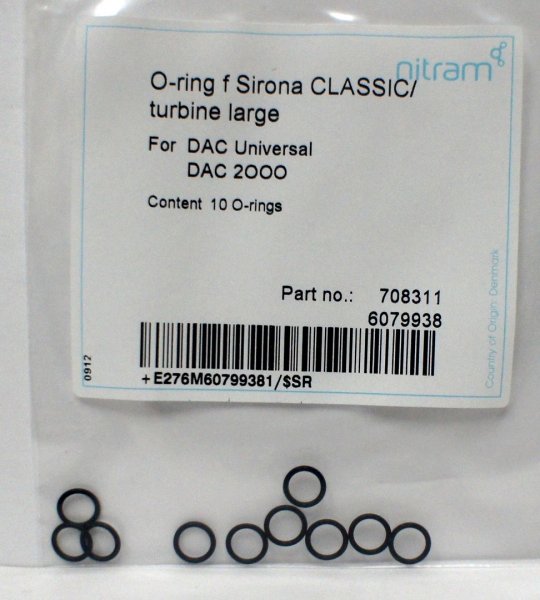 nitram
O-ring f Sirona CLASSIC/
turbine large
For DAC Universal
DAC 2000
Content 10 O-rings
Part no.: 708311
6079938
0912
+E276M60799381/$SR
Country of Origin: Denmark